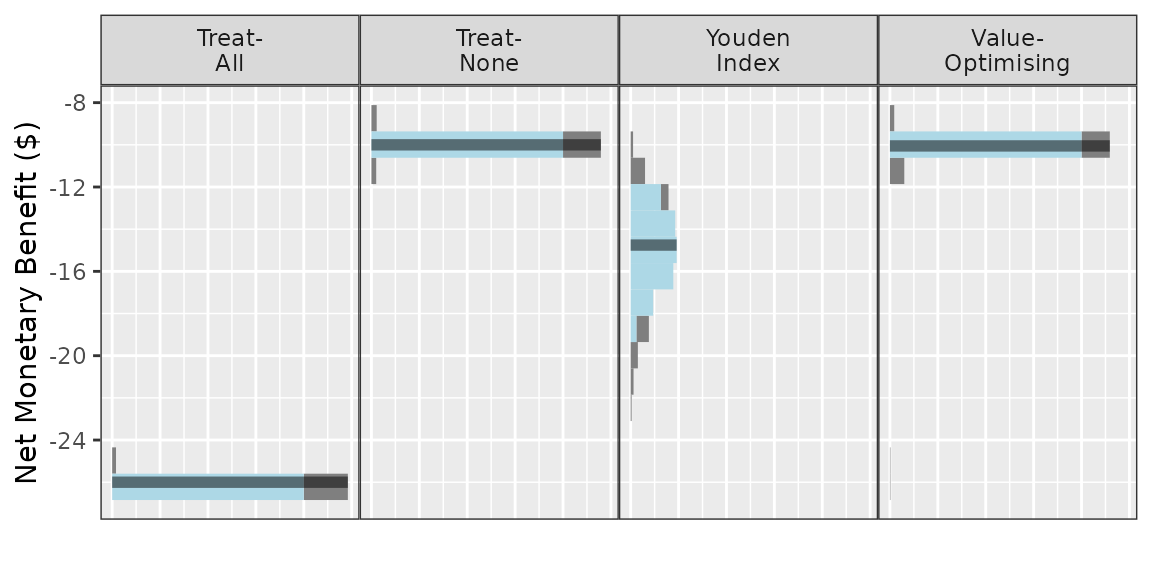 Treat-
All
Treat-
None
Youden
Index
Value-
Optimising
Net Monetary Benefit ($)
-8
-12
-16
-20
-24